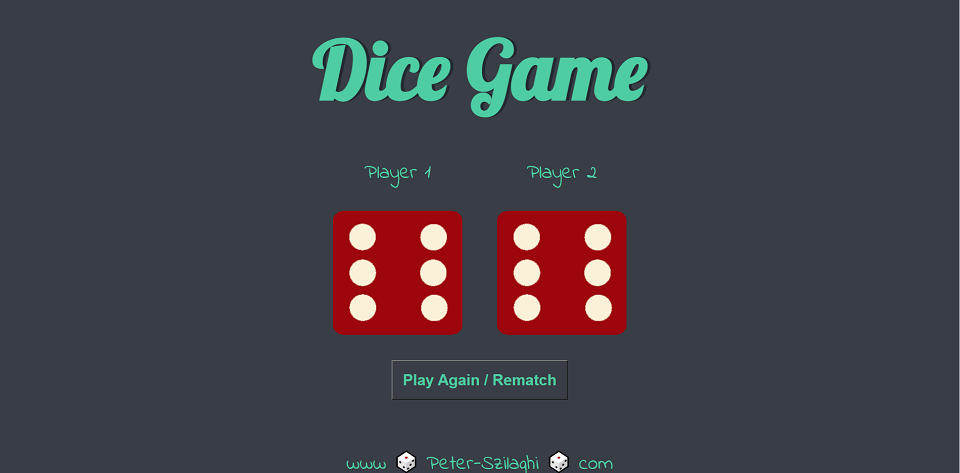 Dice Game
Player 1 Player 2
Play Again / Rematch
www Peter-Szilaghi com